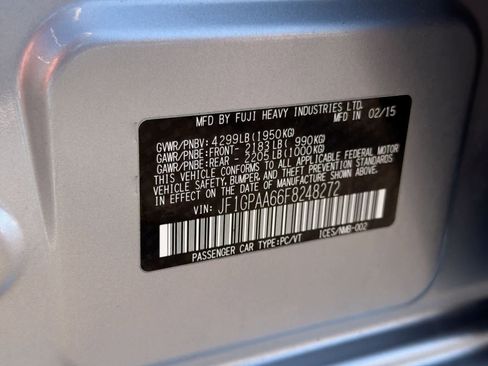 MFD BY FUJI HEAVY INDUSTRIES LTD.
IN 02/15
GVWR/PNBV: 4299LB(1950KG)
GAWR/PNBE:FRONT- 2183LB( 990KG)
GAWR/PNBE:REAR - 2205LB(1000KG)
THIS VEHICLE CONFORMS TO ALL APPLICABLE FEDERAL MOTOR
VEHICLE SAFETY, BUMPER, AND THEFT PREVENTION STANDARDS
IN EFFECT ON THE DATE OF MANUFACTURE SHOWN ABOVE.
VIN: JF1GPAA66F8248272
PASSENGER CAR TYPE:PC/VT ICES/NMB-002